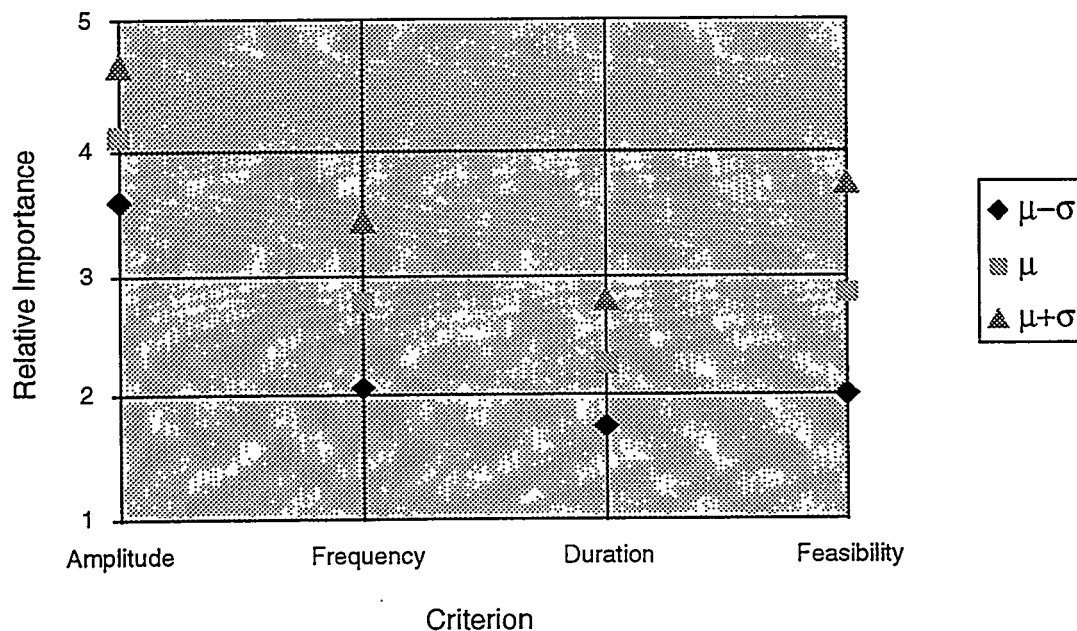 5
4
3
2
1
Relative Importance
Amplitude Frequency Duration Feasibility
Criterion
μ−σ
μ
μ+σ